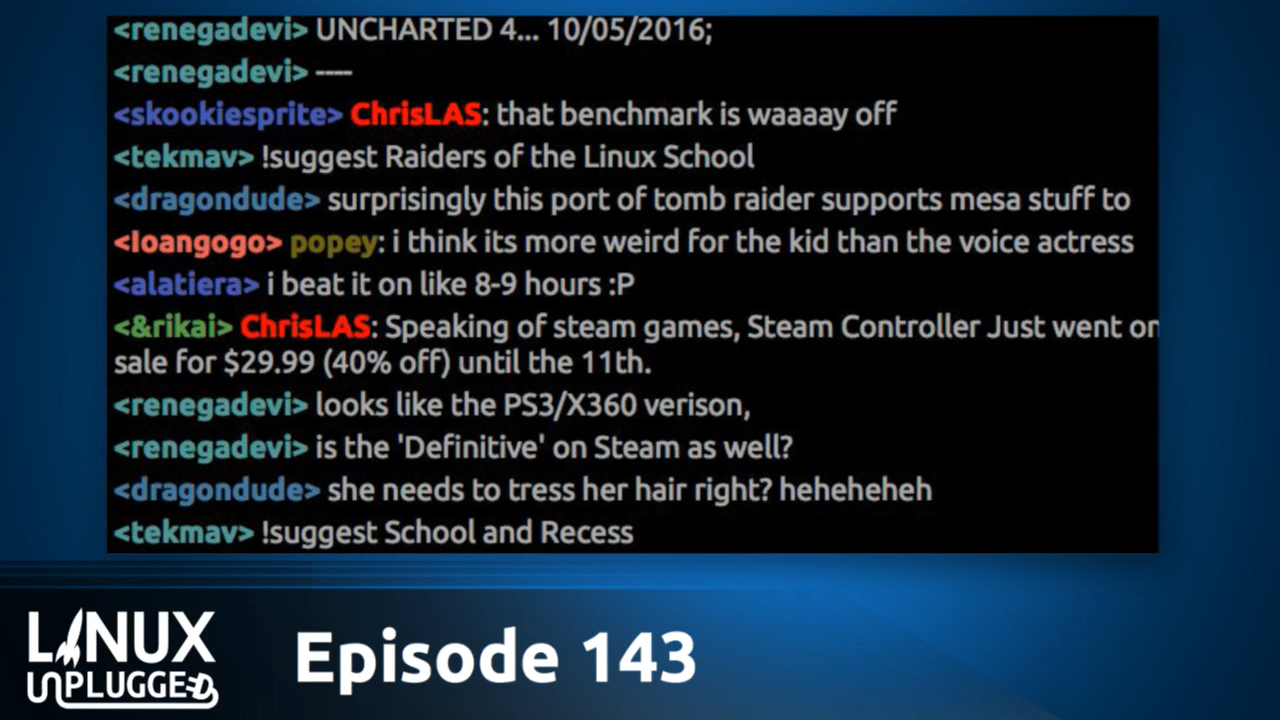 <renegadevi> UNCHARTED 4... 10/05/2016;
<renegadevi> ----
<skookiesprite> ChrisLAS: that benchmark is waaaay off
<tekmav> !suggest Raiders of the Linux School
<dragondude> surprisingly this port of tomb raider supports mesa stuff to
<loangogo> popey: i think its more weird for the kid than the voice actress
<alatiera> i beat it on like 8-9 hours :P
<&rikai> ChrisLAS: Speaking of steam games, Steam Controller Just went on
sale for $29.99 (40% off) until the 11th.
<renegadevi> looks like the PS3/X360 verison,
<renegadevi> is the 'Definitive' on Steam as well?
<dragondude> she needs to tress her hair right? heheheheh
<tekmav> !suggest School and Recess
LINUX
UNPLUGGED
Episode 143